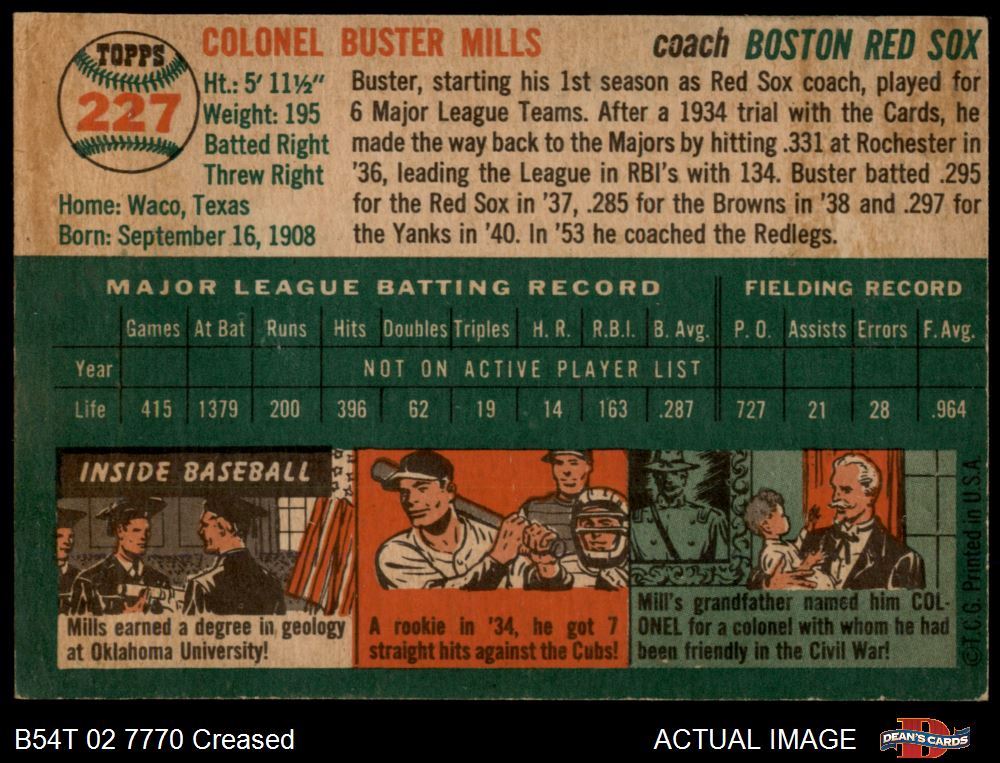 TOPPS
227
COLONEL BUSTER MILLS
coach BOSTON RED SOX
Ht.: 5' 11½"
Weight: 195
Batted Right
Threw Right
Home: Waco, Texas
Born: September 16, 1908
Buster, starting his 1st season as Red Sox coach, played for
6 Major League Teams. After a 1934 trial with the Cards, he
made the way back to the Majors by hitting .331 at Rochester in
'36, leading the League in RBI's with 134. Buster batted .295
for the Red Sox in '37, .285 for the Browns in '38 and .297 for
the Yanks in '40. In '53 he coached the Redlegs.
MAJOR LEAGUE BATTING RECORD FIELDING RECORD
Games At Bat Runs Hits Doubles Triples H. R. R.B.I. B. Avg. P. O. Assists Errors F. Avg.
Year NOT ON ACTIVE PLAYER LIST
Life 415 1379 200 396 62 19 14 163 .287 727 21 28 .964
INSIDE BASEBALL
Mills earned a degree in geology
at Oklahoma University!
A rookie in '34, he got 7
straight hits against the Cubs!
Mill's grandfather named him COL-
ONEL for a colonel with whom he had
been friendly in the Civil War!
© T.C.G. Printed in U.S.A.
B54T 02 7770 Creased
ACTUAL IMAGE
D
DEAN'S CARDS